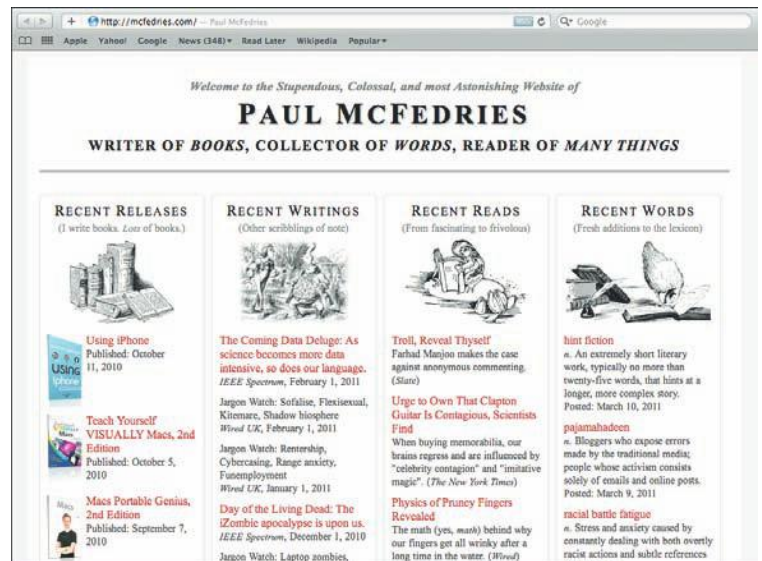 http://mcfedries.com/ — Paul McFedries
Google
Apple Yahoo! Google News (348) Read Later Wikipedia Popular
Welcome to the Stupendous, Colossal, and most Astonishing Website of
PAUL MCFEDRIES
WRITER OF BOOKS, COLLECTOR OF WORDS, READER OF MANY THINGS
RECENT RELEASES
(I write books. Lots of books.)
USING
iphone
Using iPhone
Published: October
11, 2010
Teach Yourself
VISUALLY Macs, 2nd
Edition
Published: October 5,
2010
Macs
Macs Portable Genius,
2nd Edition
Published: September 7,
2010
RECENT WRITINGS
(Other scribblings of note)
The Coming Data Deluge: As
science becomes more data
intensive, so does our language.
IEEE Spectrum, February 1, 2011
Jargon Watch: Sofalise, Flexisexual,
Kitemare, Shadow biosphere
Wired UK, February 1, 2011
Jargon Watch: Rentership,
Cybercasing, Range anxiety,
Funemployment
Wired UK, January 1, 2011
Day of the Living Dead: The
iZombie apocalypse is upon us.
IEEE Spectrum, December 1, 2010
Jargon Watch: Laptop zombies,
RECENT READS
(From fascinating to frivolous)
Troll, Reveal Thyself
Farhad Manjoo makes the case
against anonymous commenting.
(Slate)
Urge to Own That Clapton
Guitar Is Contagious, Scientists
Find
When buying memorabilia, our
brains regress and are influenced by
"celebrity contagion" and "imitative
magic". (The New York Times)
Physics of Pruney Fingers
Revealed
The math (yes, math) behind why
our fingers get all wrinky after a
long time in the water. (Wired)
RECENT WORDS
(Fresh additions to the lexicon)
hint fiction
n. An extremely short literary
work, typically no more than
twenty-five words, that hints at a
longer, more complex story.
Posted: March 10, 2011
pajamahadeen
n. Bloggers who expose errors
made by the traditional media;
people whose activism consists
solely of emails and online posts.
Posted: March 9, 2011
racial battle fatigue
n. Stress and anxiety caused by
constantly dealing with both overtly
racist actions and subtle references